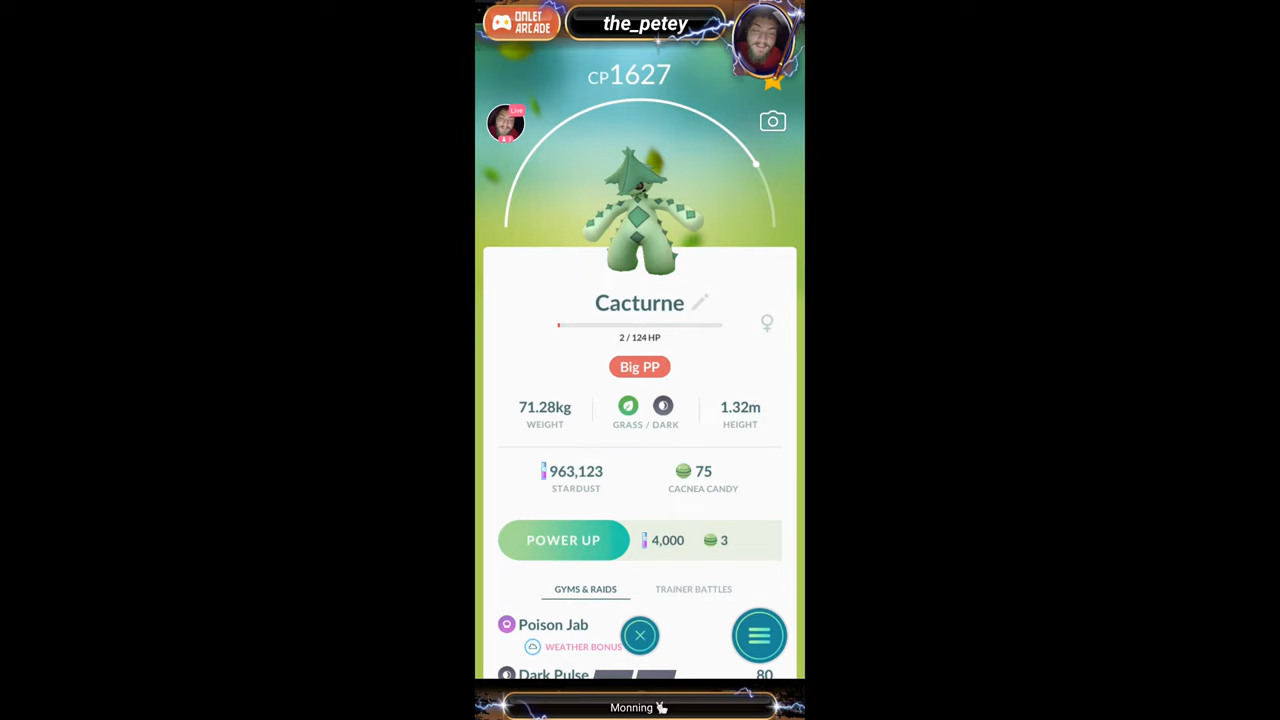 OMLET
ARCADE
the_petey
CP1627
Live
Cacturne
2 / 124 HP
Big PP
71.28kg
WEIGHT
GRASS / DARK
1.32m
HEIGHT
963,123
STARDUST
75
CACNEA CANDY
POWER UP
4,000
3
GYMS & RAIDS
TRAINER BATTLES
Poison Jab
WEATHER BONUS
Dark Pulse
80
Monning